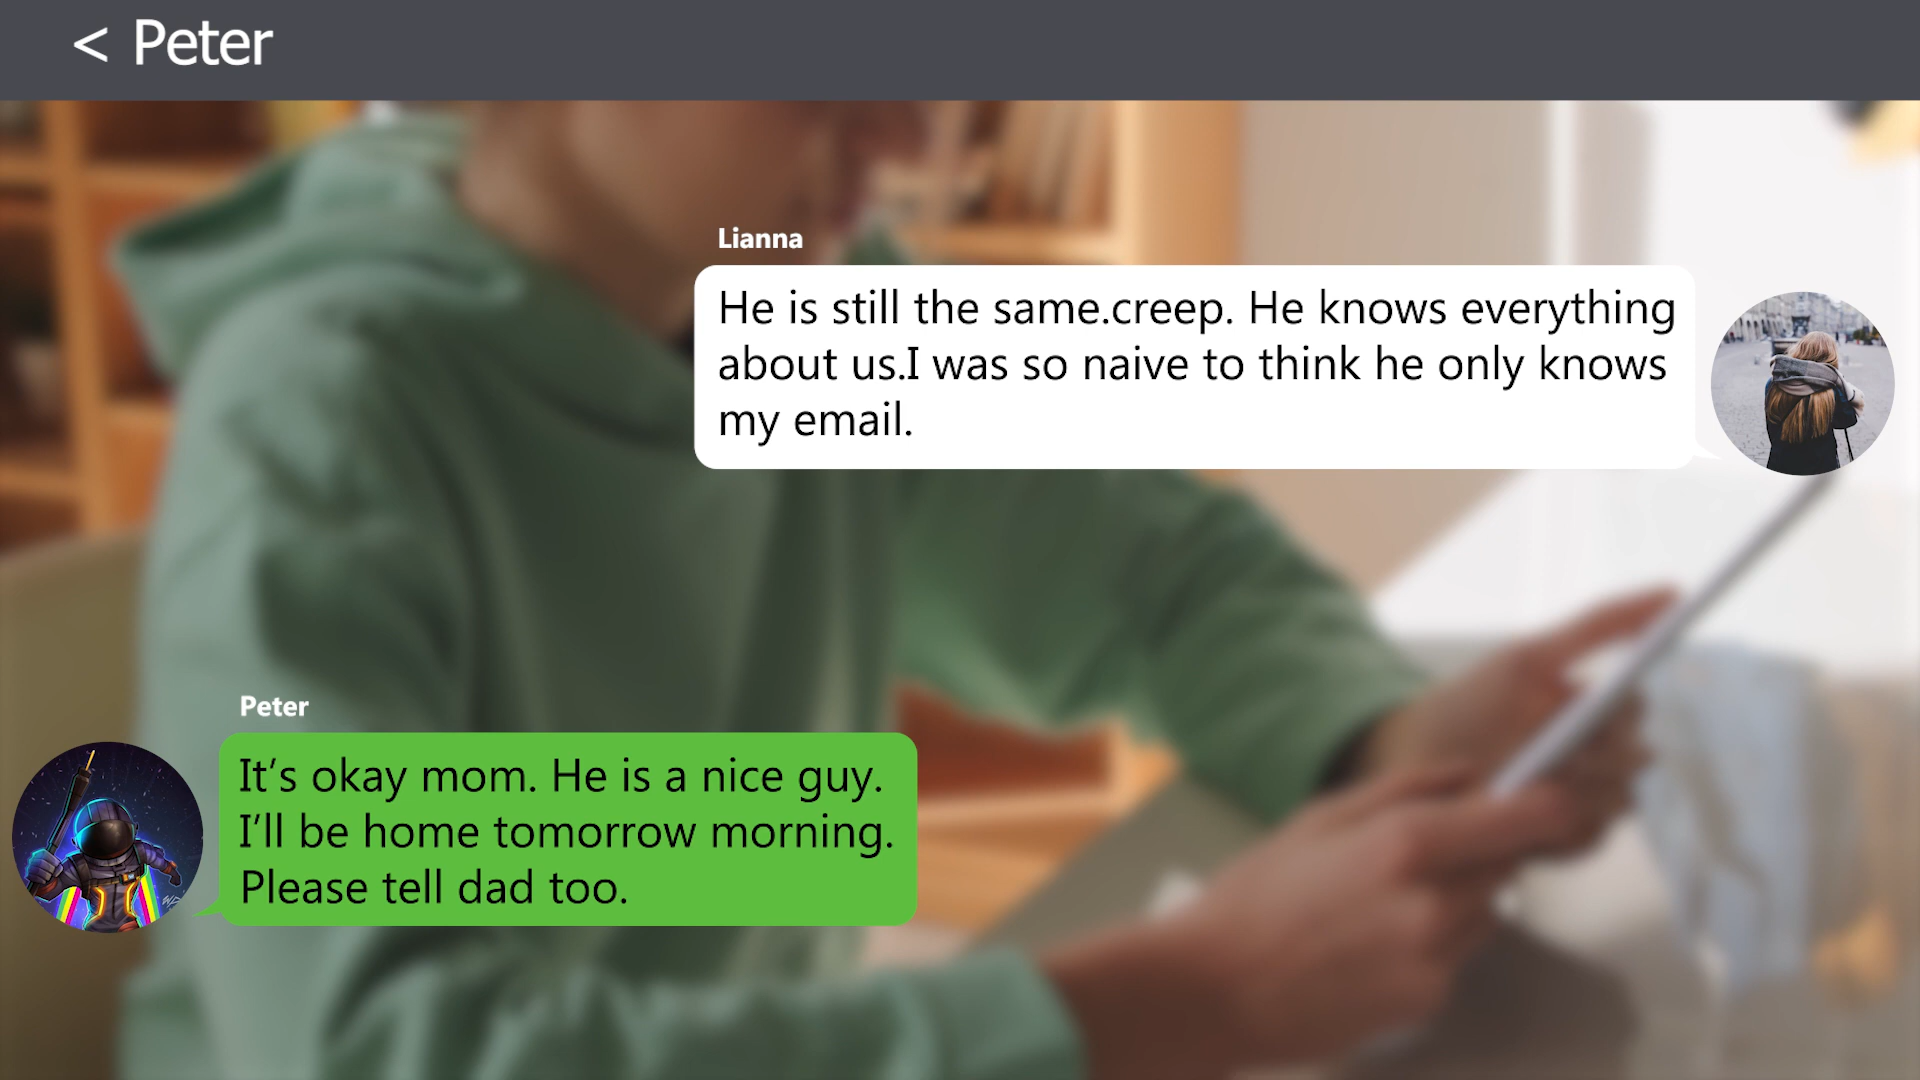 < Peter
Lianna
He is still the same.creep. He knows everything
about us.I was so naive to think he only knows
my email.
Peter
It's okay mom. He is a nice guy.
I'll be home tomorrow morning.
Please tell dad too.